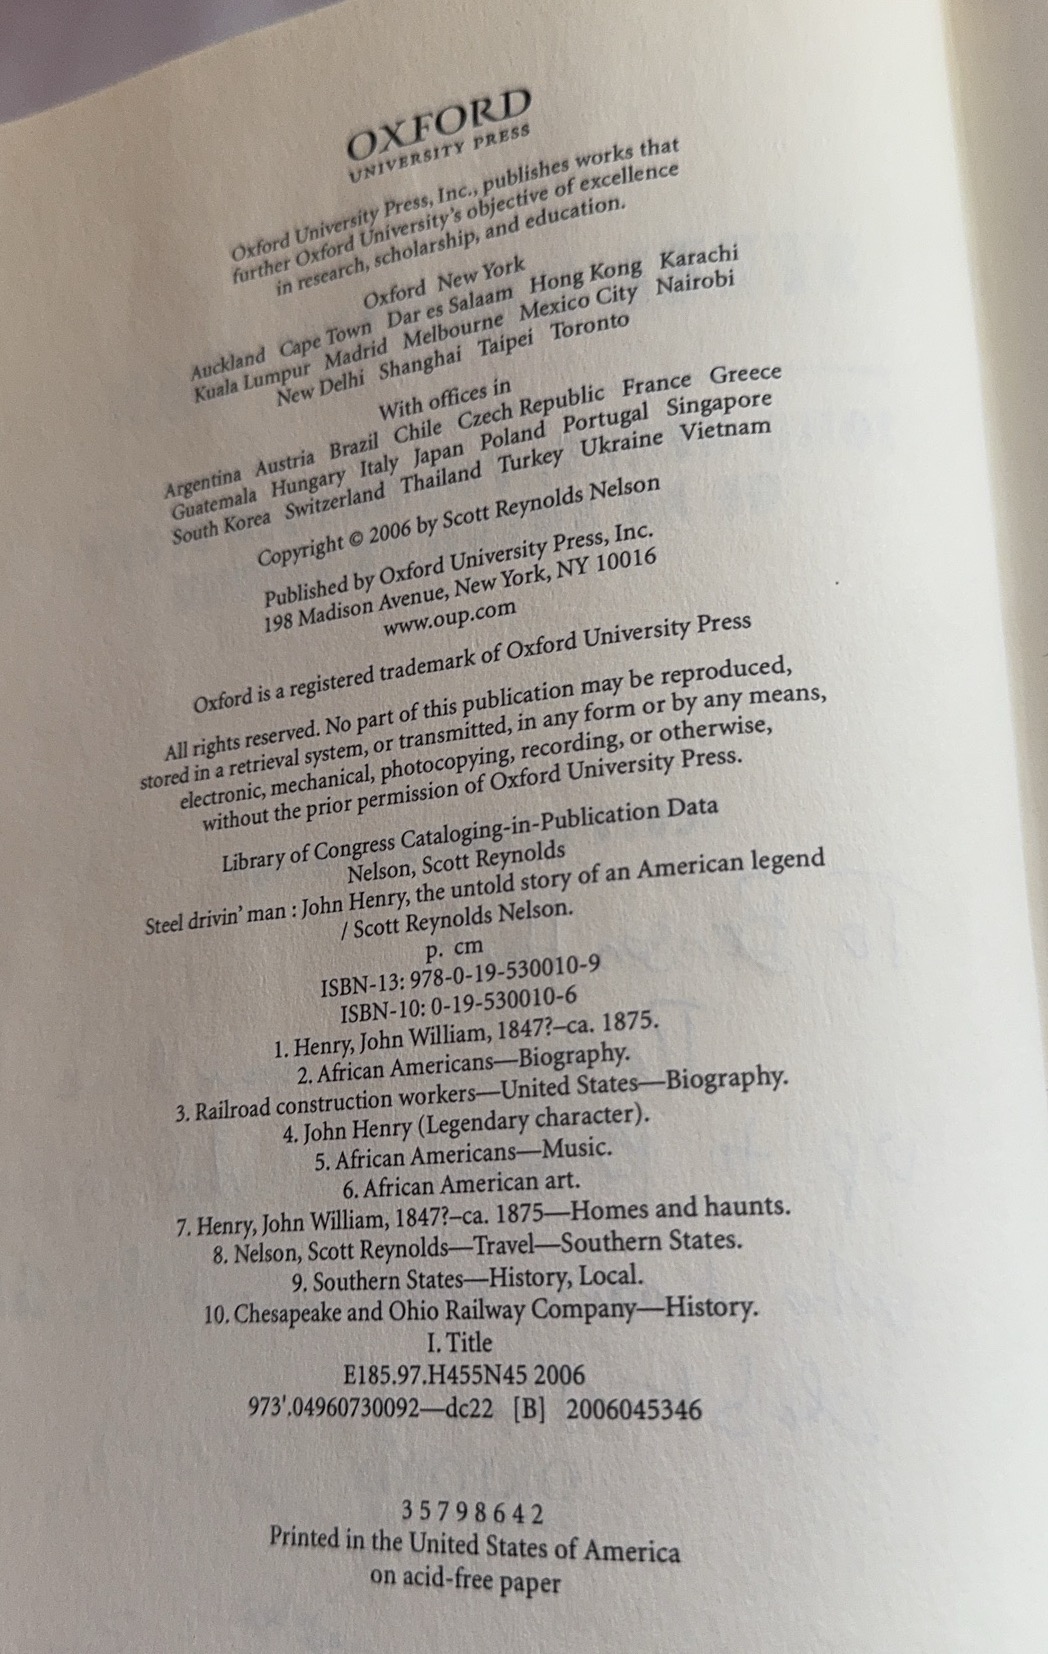 OXFORD
UNIVERSITY PRESS
Oxford University Press, Inc., publishes works that
further Oxford University's objective of excellence
in research, scholarship, and education.
Oxford New York
Auckland Cape Town Dar es Salaam Hong Kong Karachi
Kuala Lumpur Madrid Melbourne Mexico City Nairobi
New Delhi Shanghai Taipei Toronto
With offices in
Argentina Austria Brazil Chile Czech Republic France Greece
Guatemala Hungary Italy Japan Poland Portugal Singapore
South Korea Switzerland Thailand Turkey Ukraine Vietnam
Copyright © 2006 by Scott Reynolds Nelson
Published by Oxford University Press, Inc.
198 Madison Avenue, New York, NY 10016
www.oup.com
Oxford is a registered trademark of Oxford University Press
All rights reserved. No part of this publication may be reproduced,
stored in a retrieval system, or transmitted, in any form or by any means,
electronic, mechanical, photocopying, recording, or otherwise,
without the prior permission of Oxford University Press.
Library of Congress Cataloging-in-Publication Data
Nelson, Scott Reynolds
Steel drivin' man : John Henry, the untold story of an American legend
/ Scott Reynolds Nelson.
p. cm
ISBN-13: 978-0-19-530010-9
ISBN-10: 0-19-530010-6
1. Henry, John William, 1847?–ca. 1875.
2. African Americans—Biography.
3. Railroad construction workers—United States—Biography.
4. John Henry (Legendary character).
5. African Americans—Music.
6. African American art.
7. Henry, John William, 1847?–ca. 1875—Homes and haunts.
8. Nelson, Scott Reynolds—Travel—Southern States.
9. Southern States—History, Local.
10. Chesapeake and Ohio Railway Company—History.
I. Title
E185.97.H455N45 2006
973'.04960730092—dc22 [B] 2006045346
3 5 7 9 8 6 4 2
Printed in the United States of America
on acid-free paper